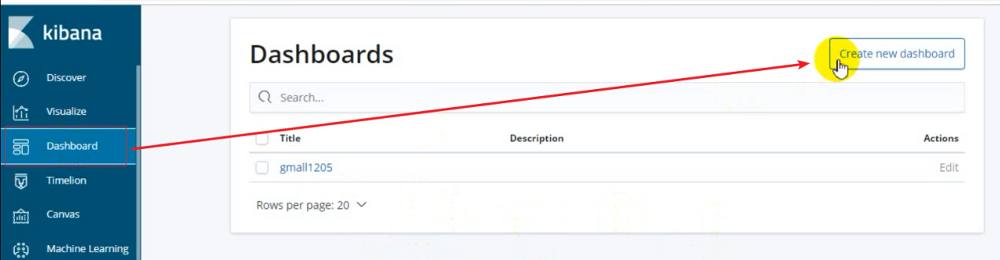 kibana
Discover
Visualize
Dashboard
Timelion
Canvas
Machine Learning
Dashboards
Create new dashboard
Search...
Title Description Actions
gmall1205 Edit
Rows per page: 20